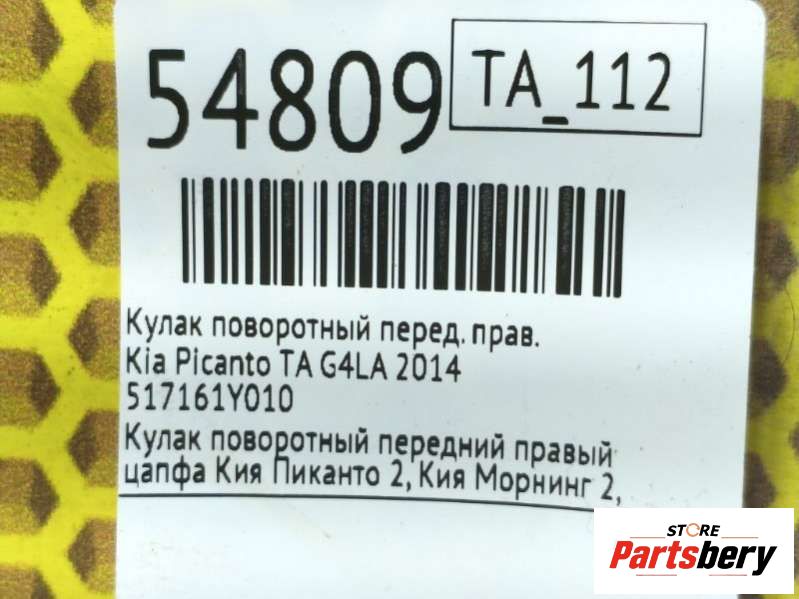 54809
TA_112
Кулак поворотный перед. прав.
Kia Picanto TA G4LA 2014
517161Y010
Кулак поворотный передний правый
цапфа Кия Пиканто 2, Кия Морнинг 2,
STORE
Partsbery